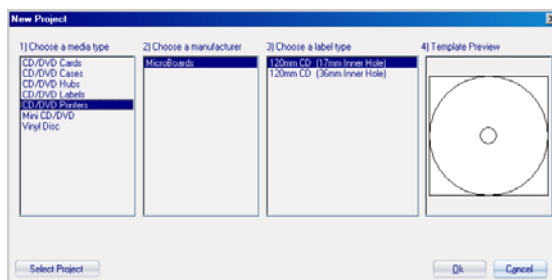 New Project
1) Choose a media type
2) Choose a manufacturer
3) Choose a label type
4) Template Preview
CD/DVD Cards
CD/DVD Cases
CD/DVD Hubs
CD/DVD Labels
CD/DVD Printers
Mini CD/DVD
Vinyl Disc
MicroBoards
120mm CD (17mm Inner Hole)
120mm CD (36mm Inner Hole)
Select Project
Ok
Cancel